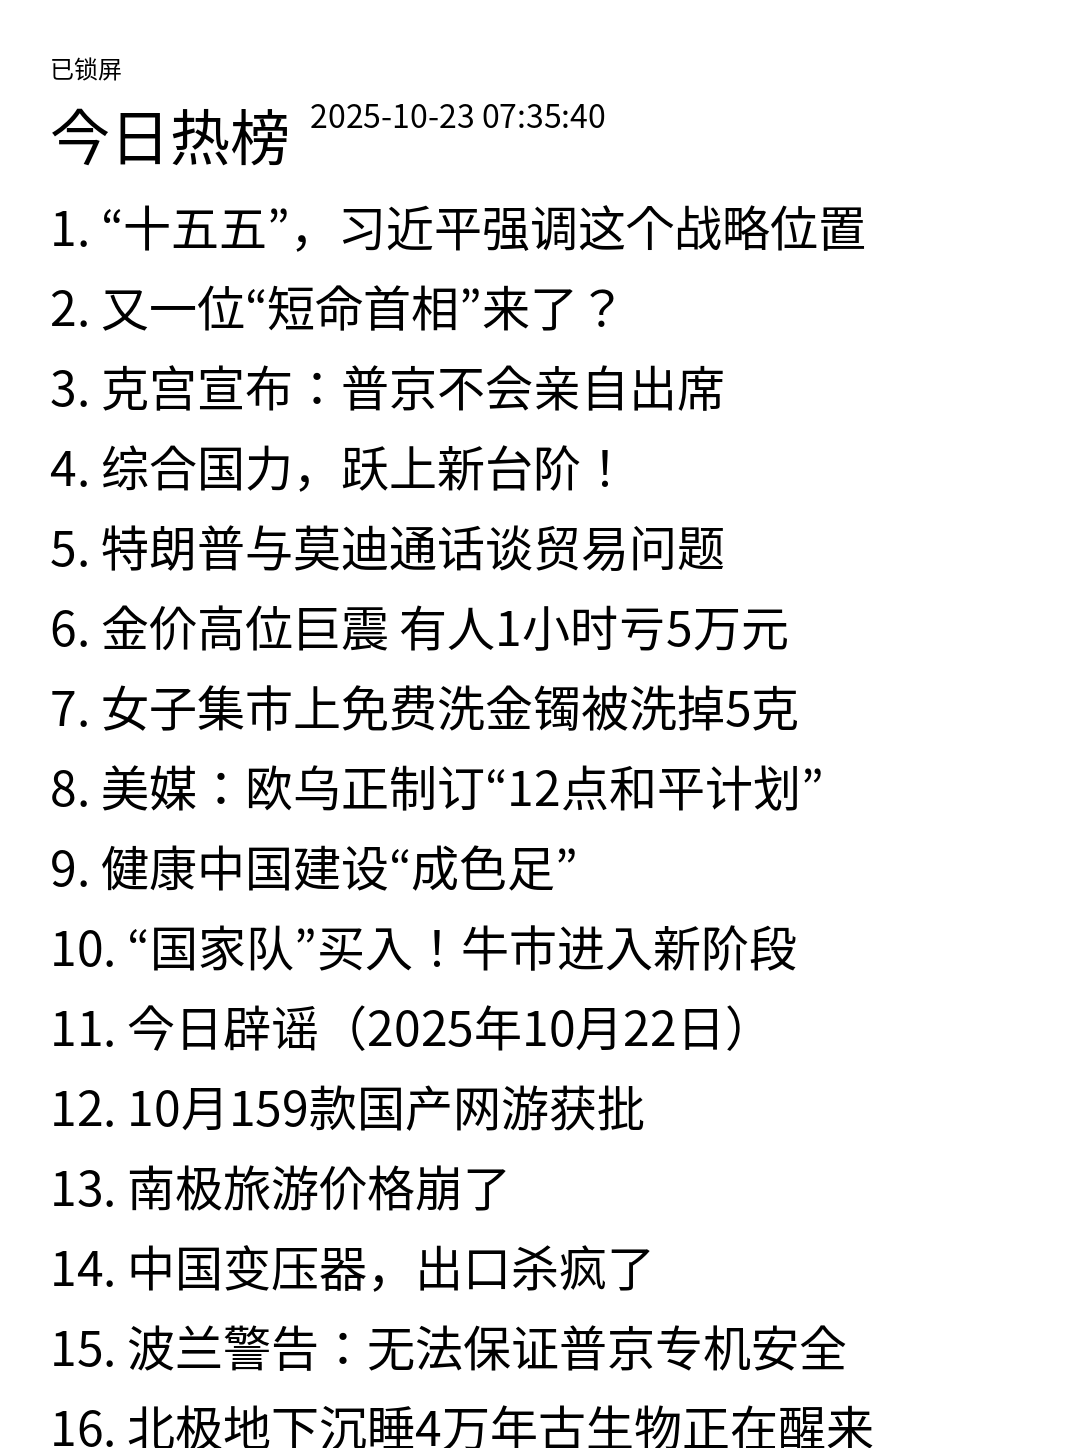 已锁屏
今日热榜 2025-10-23 07:35:40
1. “十五五”，习近平强调这个战略位置
2. 又一位“短命首相”来了？
3. 克宫宣布：普京不会亲自出席
4. 综合国力，跃上新台阶！
5. 特朗普与莫迪通话谈贸易问题
6. 金价高位巨震 有人1小时亏5万元
7. 女子集市上免费洗金镯被洗掉5克
8. 美媒：欧乌正制订“12点和平计划”
9. 健康中国建设“成色足”
10. “国家队”买入！牛市进入新阶段
11. 今日辟谣（2025年10月22日）
12. 10月159款国产网游获批
13. 南极旅游价格崩了
14. 中国变压器，出口杀疯了
15. 波兰警告：无法保证普京专机安全
16. 北极地下沉睡4万年古生物正在醒来